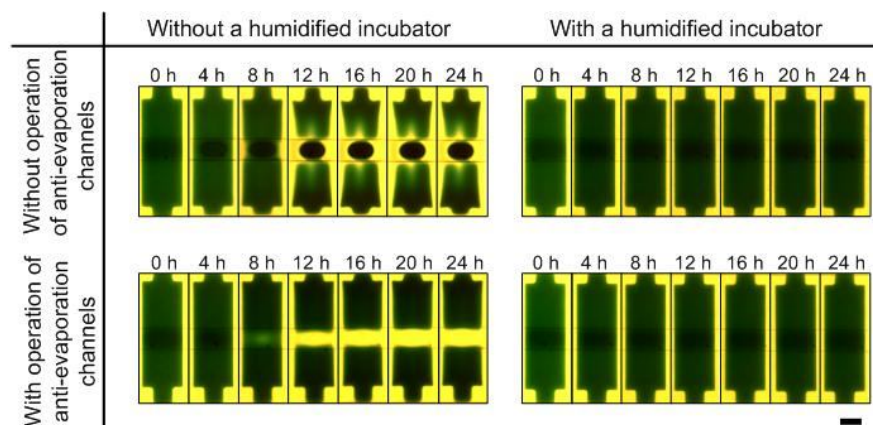 Without a humidified incubator
With a humidified incubator
Without operation
of anti-evaporation
channels
0 h 4 h 8 h 12 h 16 h 20 h 24 h
0 h 4 h 8 h 12 h 16 h 20 h 24 h
With operation of
anti-evaporation
channels
0 h 4 h 8 h 12 h 16 h 20 h 24 h
0 h 4 h 8 h 12 h 16 h 20 h 24 h